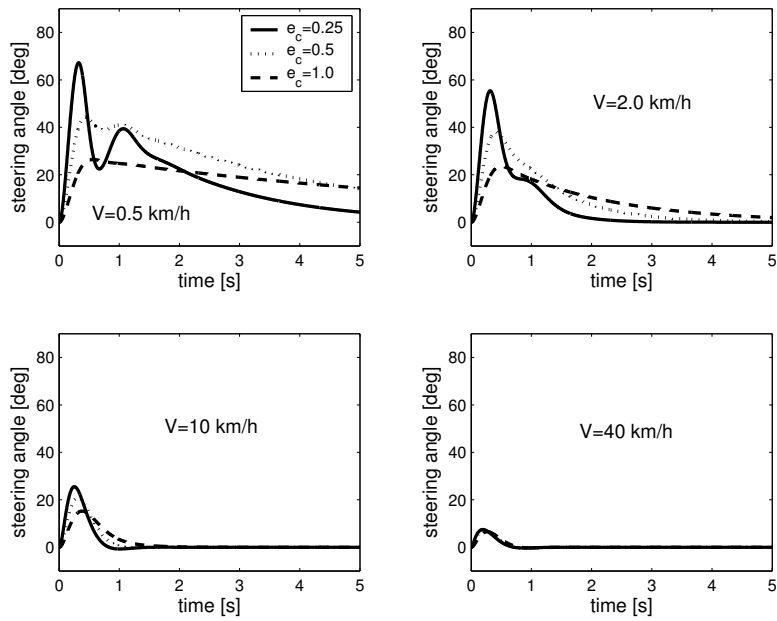 80
60
40
20
0
steering angle [deg]
e_c=0.25
e_c=0.5
e_c=1.0
V=0.5 km/h
0 1 2 3 4 5
time [s]
80
60
40
20
0
steering angle [deg]
V=2.0 km/h
0 1 2 3 4 5
time [s]
80
60
40
20
0
steering angle [deg]
V=10 km/h
0 1 2 3 4 5
time [s]
80
60
40
20
0
steering angle [deg]
V=40 km/h
0 1 2 3 4 5
time [s]